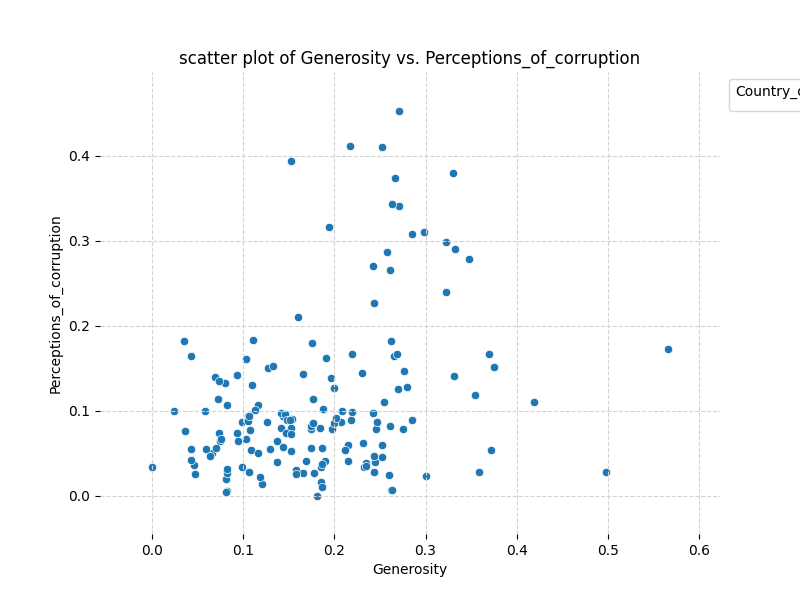 scatter plot of Generosity vs. Perceptions_of_corruption
Country_o
Perceptions_of_corruption
0.4
0.3
0.2
0.1
0.0
0.0 0.1 0.2 0.3 0.4 0.5 0.6
Generosity